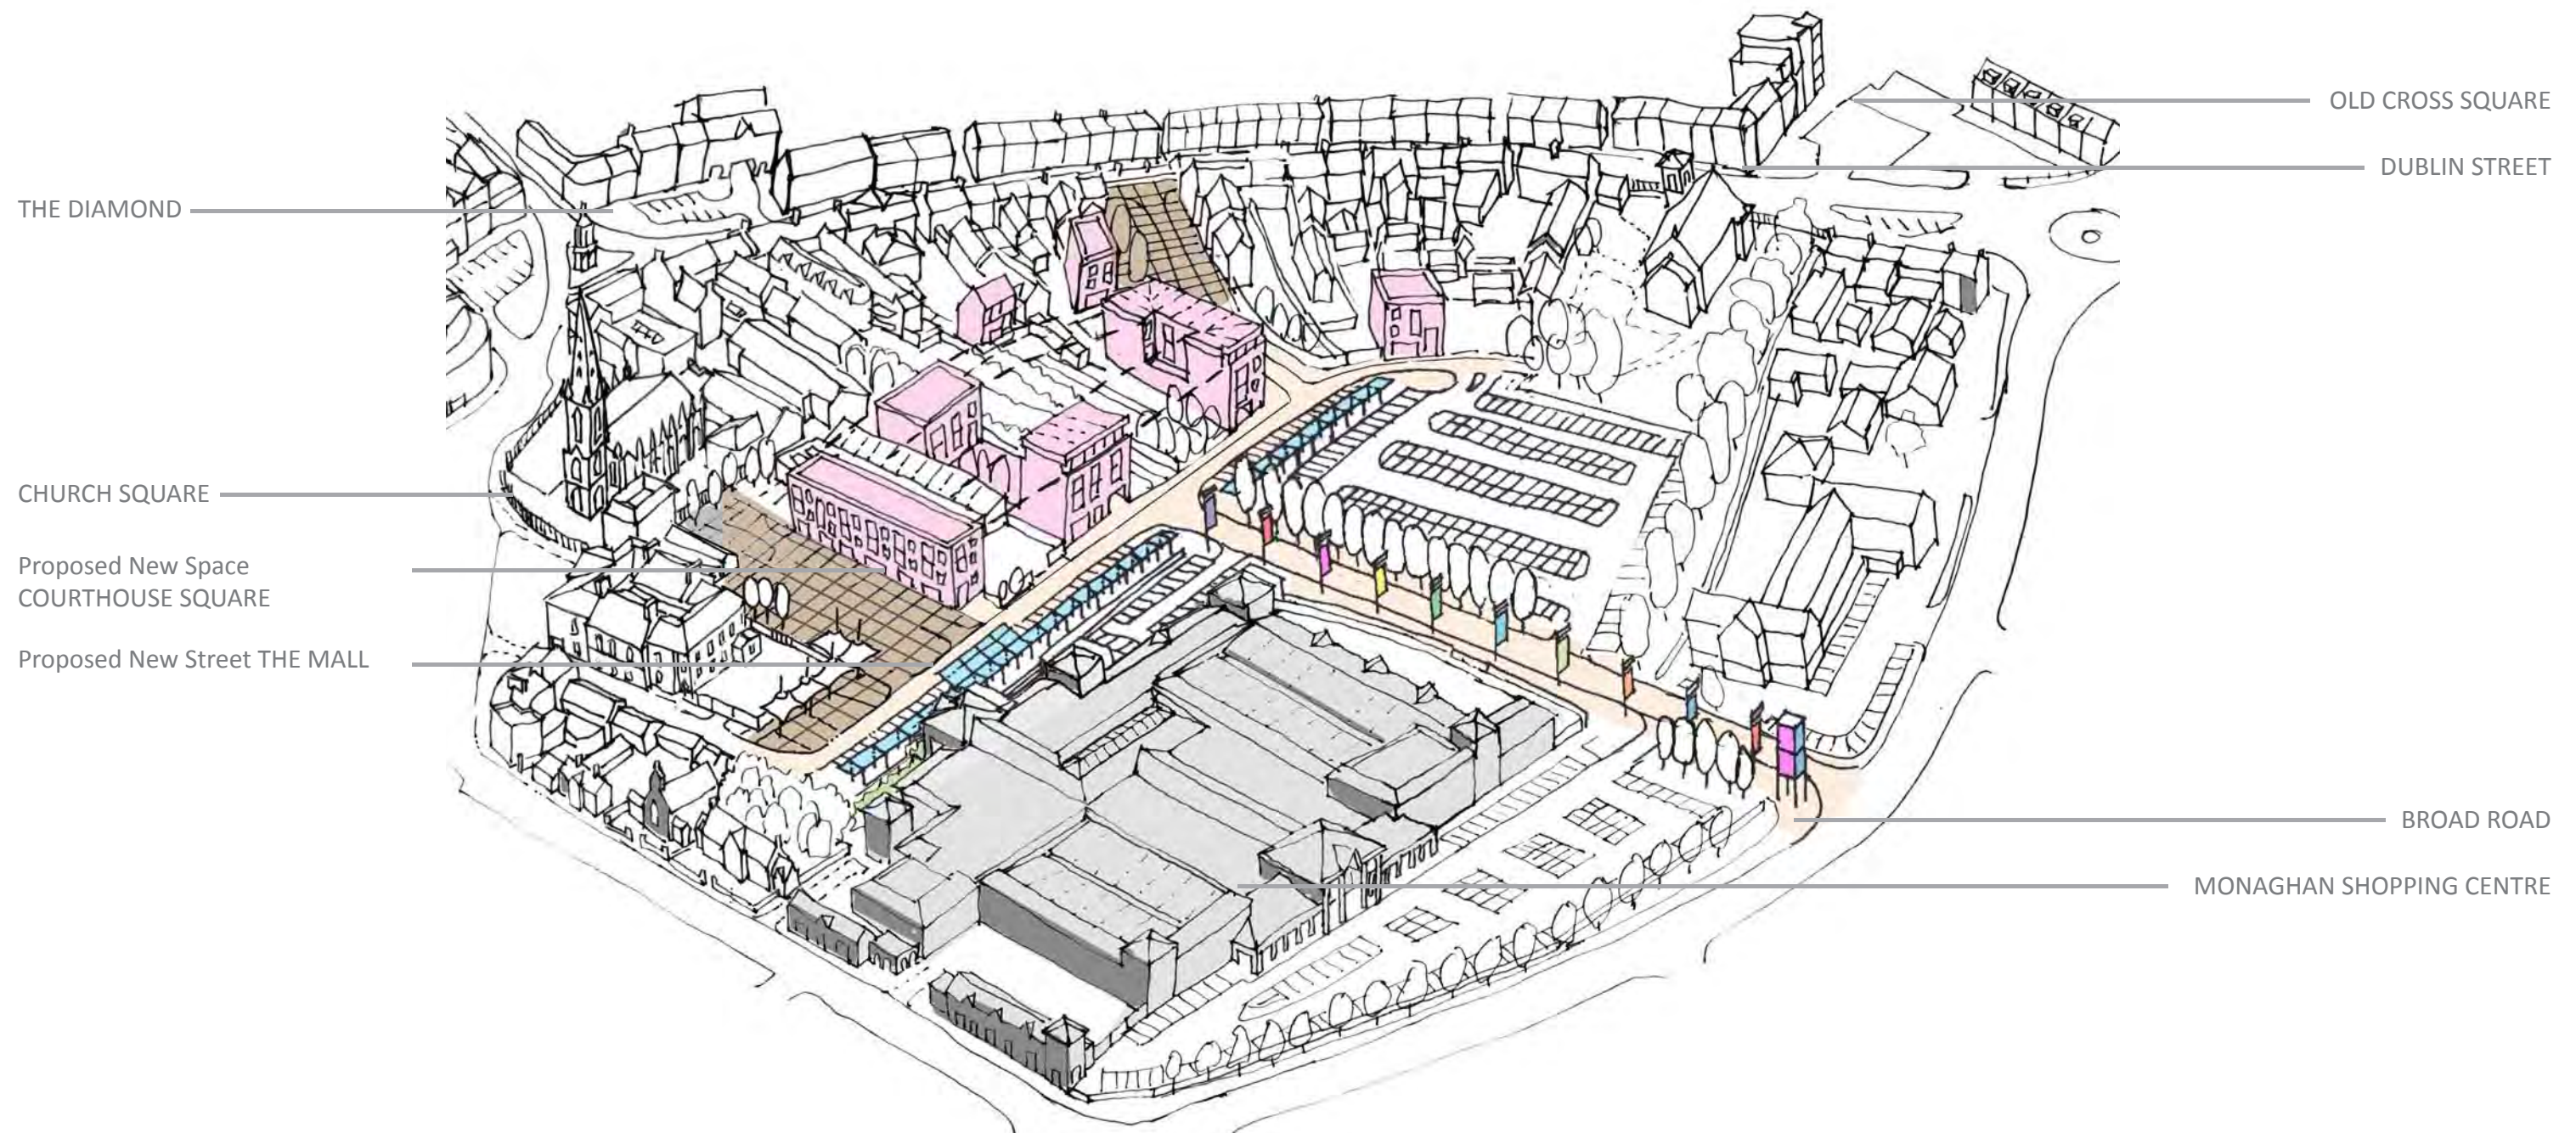 THE DIAMOND
CHURCH SQUARE
Proposed New Space
COURTHOUSE SQUARE
Proposed New Street THE MALL
OLD CROSS SQUARE
DUBLIN STREET
BROAD ROAD
MONAGHAN SHOPPING CENTRE